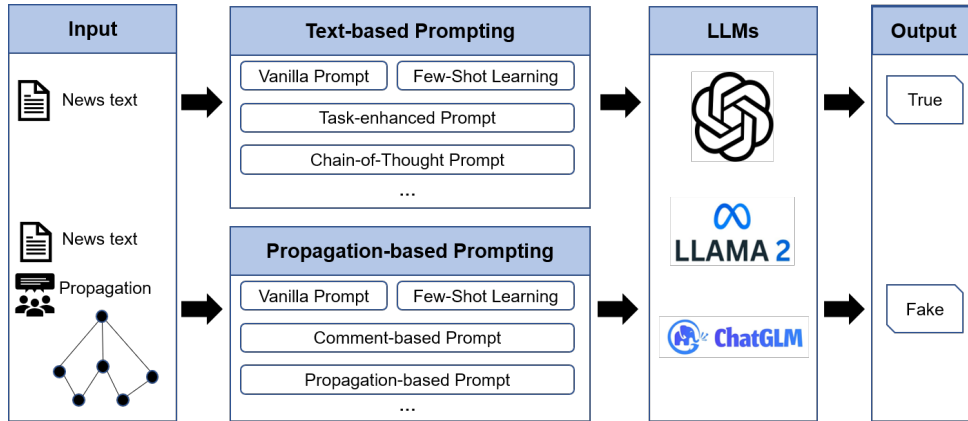 Input
News text
News text
Propagation
Text-based Prompting
Vanilla Prompt
Few-Shot Learning
Task-enhanced Prompt
Chain-of-Thought Prompt
...
Propagation-based Prompting
Vanilla Prompt
Few-Shot Learning
Comment-based Prompt
Propagation-based Prompt
...
LLMs
LLAMA 2
ChatGLM
Output
True
Fake